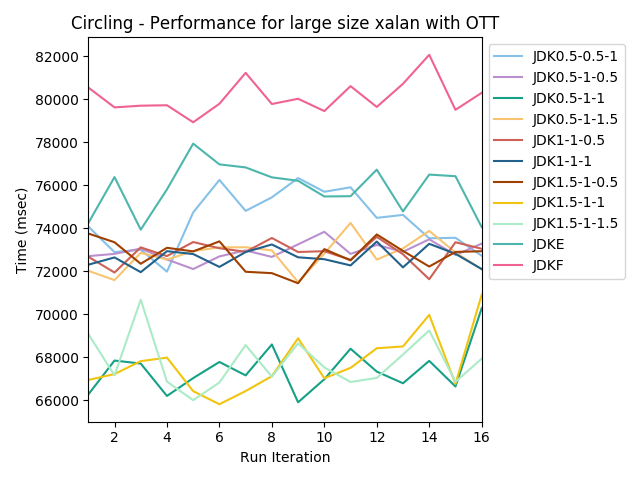 Circling - Performance for large size xalan with OTT
Time (msec)
82000
80000
78000
76000
74000
72000
70000
68000
66000
2 4 6 8 10 12 14 16
Run Iteration
JDK0.5-0.5-1
JDK0.5-1-0.5
JDK0.5-1-1
JDK0.5-1-1.5
JDK1-1-0.5
JDK1-1-1
JDK1.5-1-0.5
JDK1.5-1-1
JDK1.5-1-1.5
JDKE
JDKF